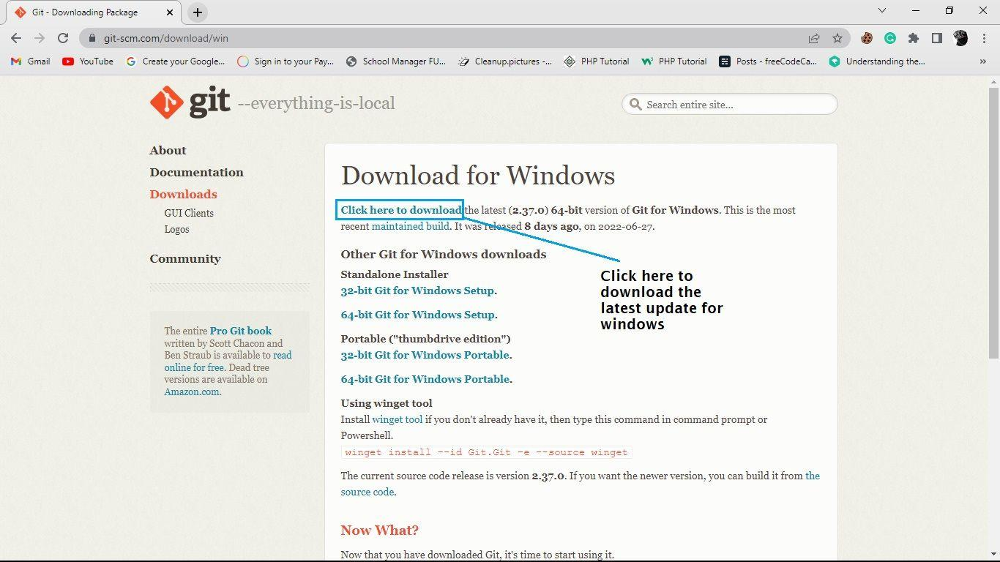 Git - Downloading Package
git-scm.com/download/win
Gmail
YouTube
Create your Google...
Sign in to your Pay...
School Manager FU...
Cleanup.pictures -...
PHP Tutorial
PHP Tutorial
Posts - freeCodeCa...
Understanding the...
git --everything-is-local
Search entire site...
About
Documentation
Downloads
GUI Clients
Logos
Community
The entire Pro Git book
written by Scott Chacon and
Ben Straub is available to read
online for free. Dead tree
versions are available on
Amazon.com.
Download for Windows
Click here to download the latest (2.37.0) 64-bit version of Git for Windows. This is the most
recent maintained build. It was released 8 days ago, on 2022-06-27.
Other Git for Windows downloads
Standalone Installer
32-bit Git for Windows Setup.
64-bit Git for Windows Setup.
Portable ("thumbdrive edition")
32-bit Git for Windows Portable.
64-bit Git for Windows Portable.
Click here to
download the
latest update for
windows
Using winget tool
Install winget tool if you don't already have it, then type this command in command prompt or
Powershell.
winget install --id Git.Git -e --source winget
The current source code release is version 2.37.0. If you want the newer version, you can build it from the
source code.
Now What?
Now that you have downloaded Git, it's time to start using it.